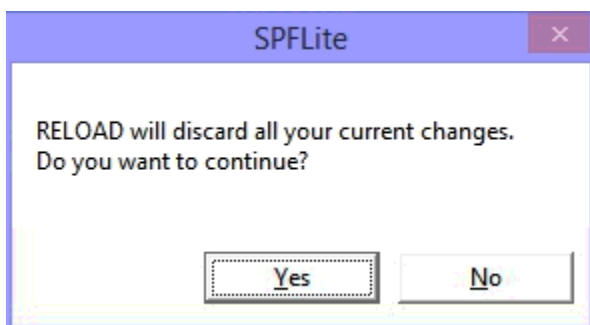 SPFLite
RELOAD will discard all your current changes.
Do you want to continue?
Yes No